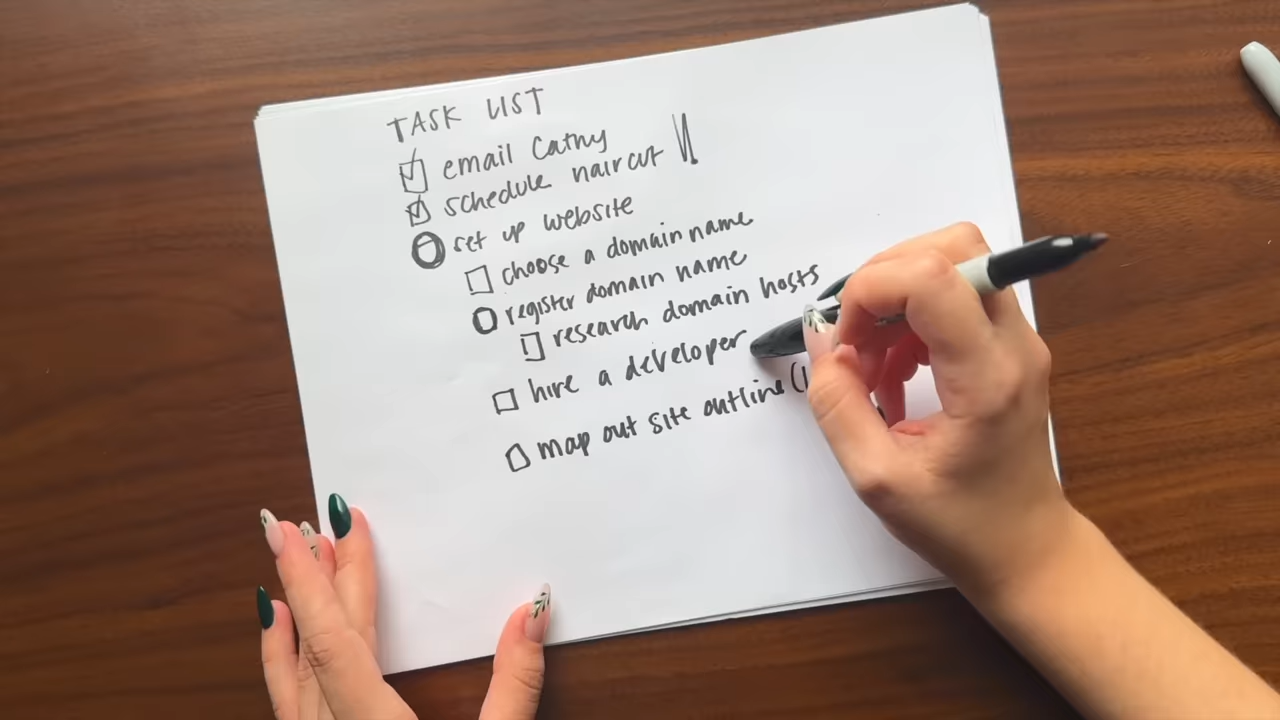 TASK LIST
email Cathy
schedule haircut !!
set up website
choose a domain name
register domain name
research domain hosts
hire a developer
map out site outline (